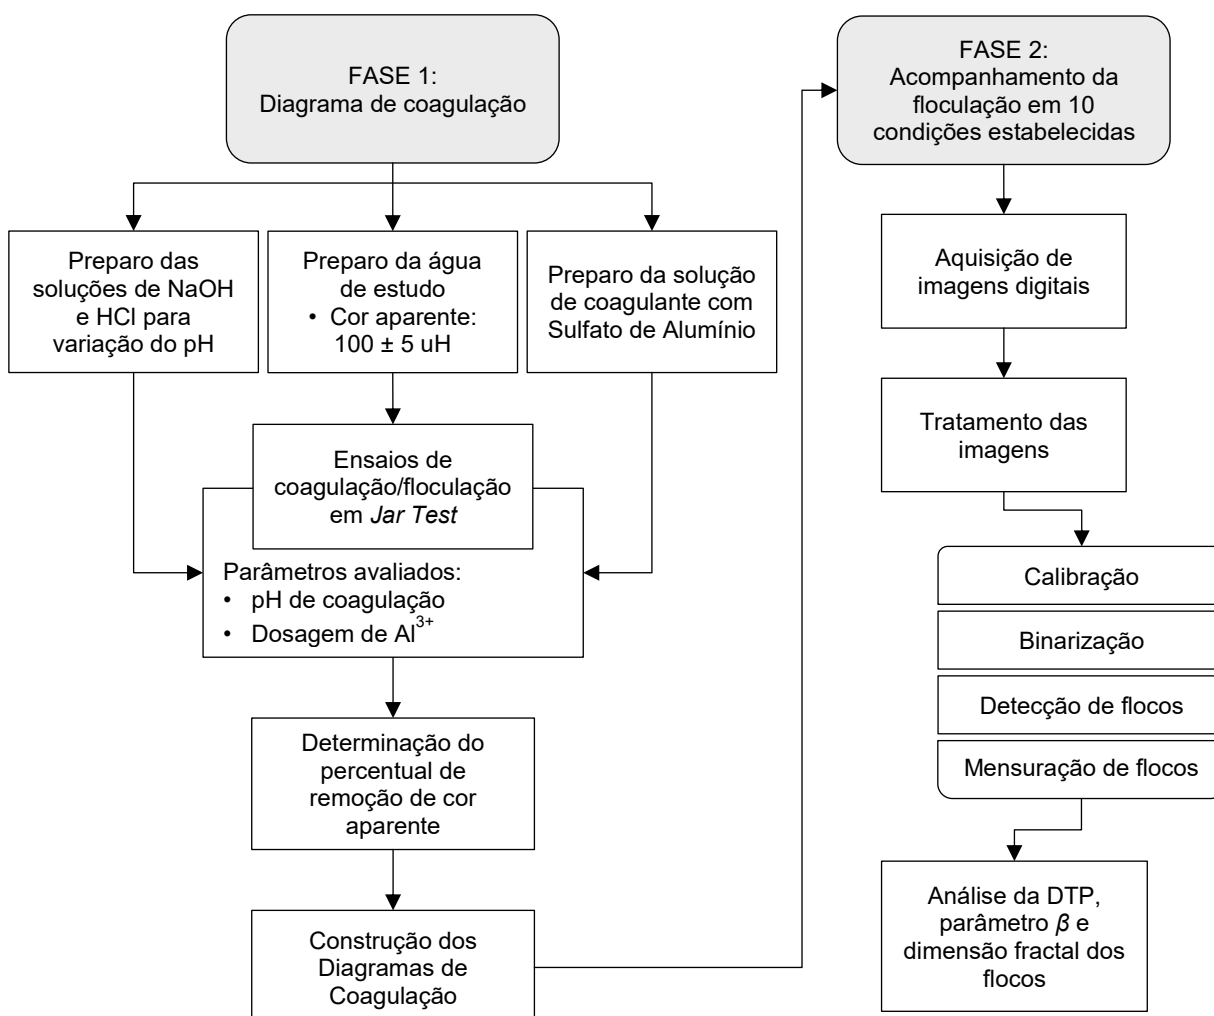 FASE 1:
Diagrama de coagulação
Preparo das
soluções de NaOH
e HCl para
variação do pH
Preparo da água
de estudo
• Cor aparente:
100 ± 5 uH
Preparo da solução
de coagulante com
Sulfato de Alumínio
Ensaios de
coagulação/floculação
em Jar Test
Parâmetros avaliados:
• pH de coagulação
• Dosagem de Al³⁺
Determinação do
percentual de
remoção de cor
aparente
Construção dos
Diagramas de
Coagulação
FASE 2:
Acompanhamento da
floculação em 10
condições estabelecidas
Aquisição de
imagens digitais
Tratamento das
imagens
Calibração
Binarização
Detecção de flocos
Mensuração de flocos
Análise da DTP,
parâmetro β e
dimensão fractal dos
flocos